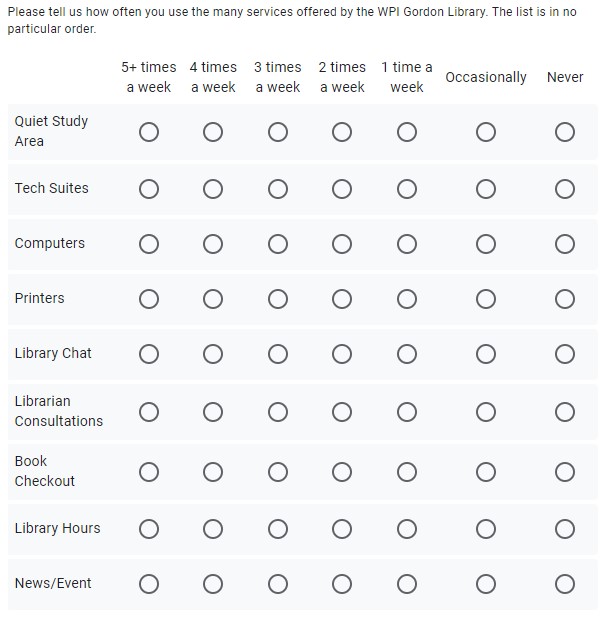 Please tell us how often you use the many services offered by the WPI Gordon Library. The list is in no
particular order.
5+ times a week
4 times a week
3 times a week
2 times a week
1 time a week
Occasionally
Never
Quiet Study
Area
Tech Suites
Computers
Printers
Library Chat
Librarian
Consultations
Book
Checkout
Library Hours
News/Event